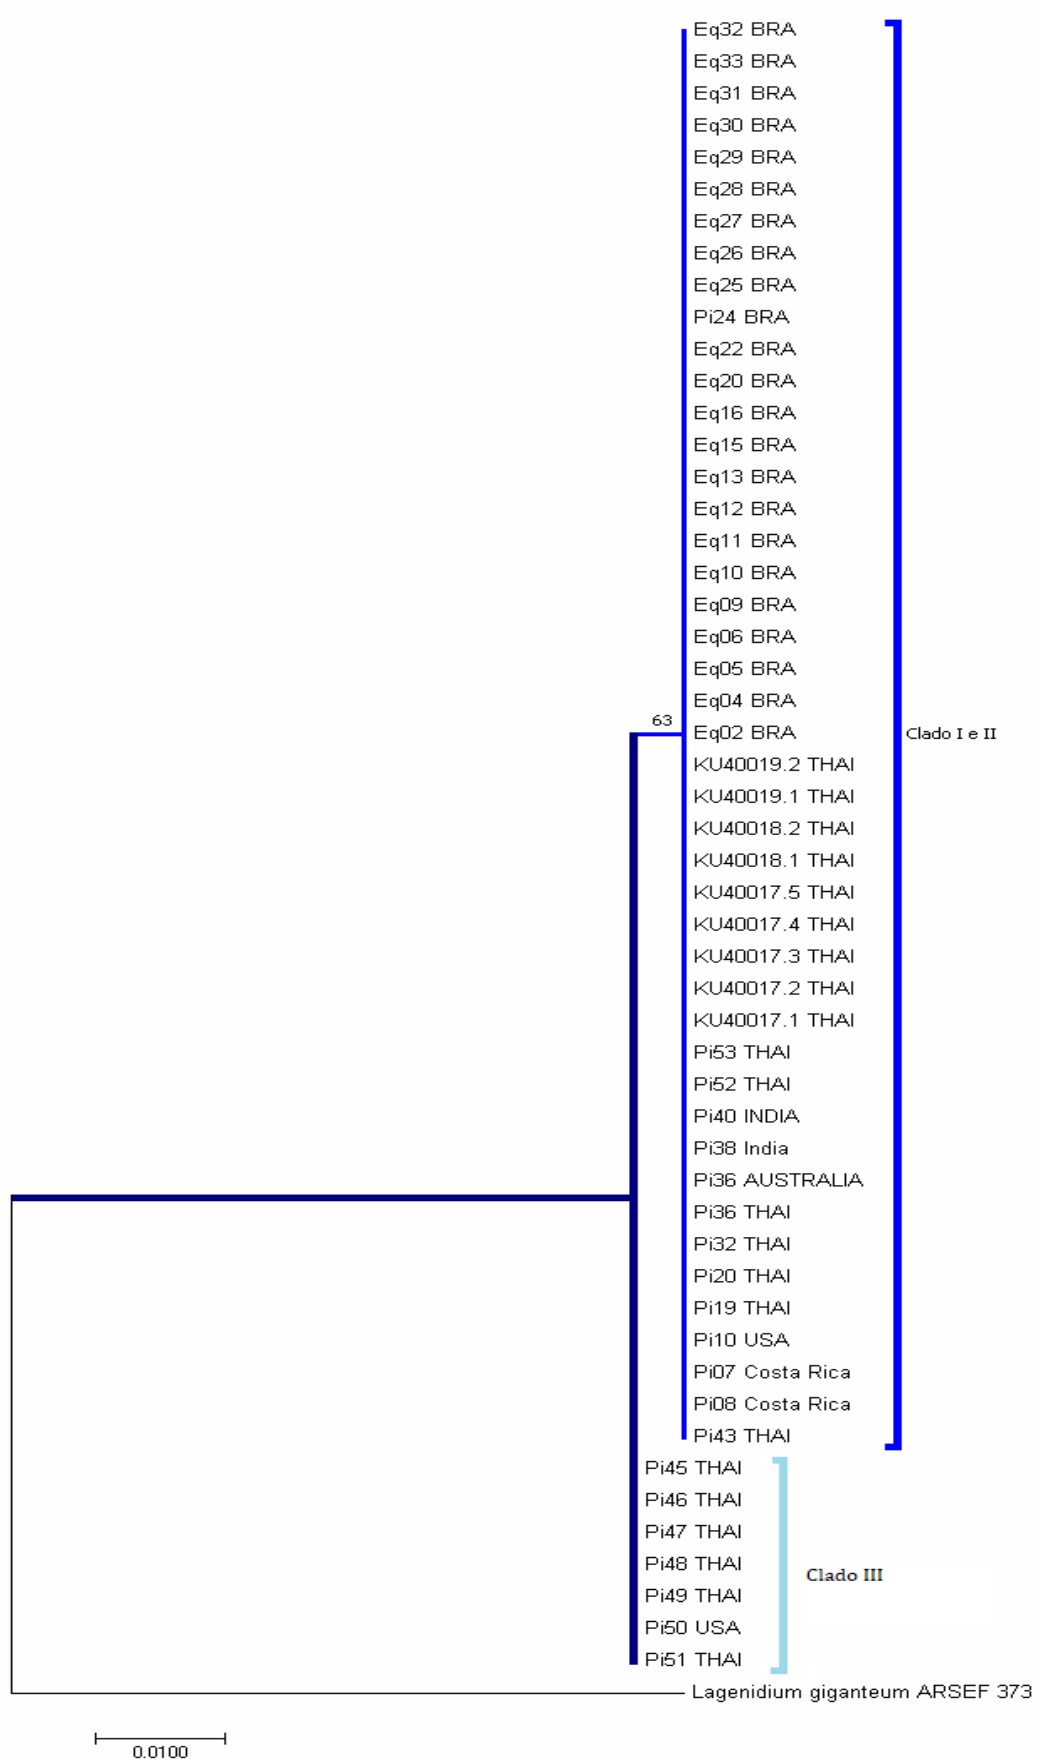 Eq32 BRA
Eq33 BRA
Eq31 BRA
Eq30 BRA
Eq29 BRA
Eq28 BRA
Eq27 BRA
Eq26 BRA
Eq25 BRA
Pi24 BRA
Eq22 BRA
Eq20 BRA
Eq16 BRA
Eq15 BRA
Eq13 BRA
Eq12 BRA
Eq11 BRA
Eq10 BRA
Eq09 BRA
Eq06 BRA
Eq05 BRA
Eq04 BRA
63
Eq02 BRA
Clado I e II
KU40019.2 THAI
KU40019.1 THAI
KU40018.2 THAI
KU40018.1 THAI
KU40017.5 THAI
KU40017.4 THAI
KU40017.3 THAI
KU40017.2 THAI
KU40017.1 THAI
Pi53 THAI
Pi52 THAI
Pi40 INDIA
Pi38 India
Pi36 AUSTRALIA
Pi36 THAI
Pi32 THAI
Pi20 THAI
Pi19 THAI
Pi10 USA
Pi07 Costa Rica
Pi08 Costa Rica
Pi43 THAI
Pi45 THAI
Pi46 THAI
Pi47 THAI
Pi48 THAI
Clado III
Pi49 THAI
Pi50 USA
Pi51 THAI
Lagenidium giganteum ARSEF 373
0.0100